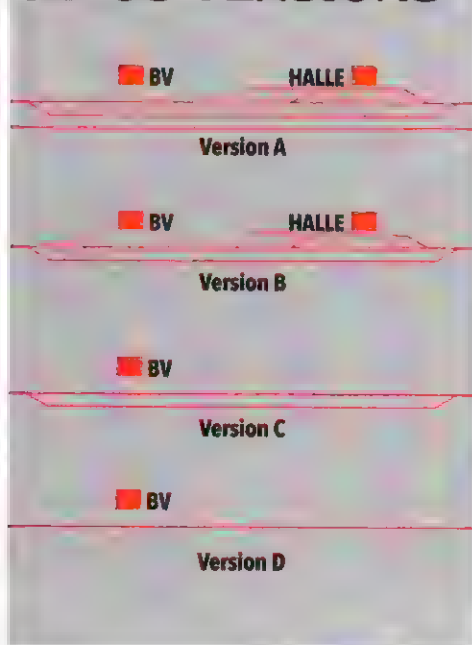 BV HALLE
Version A
BV HALLE
Version B
BV
Version C
BV
Version D